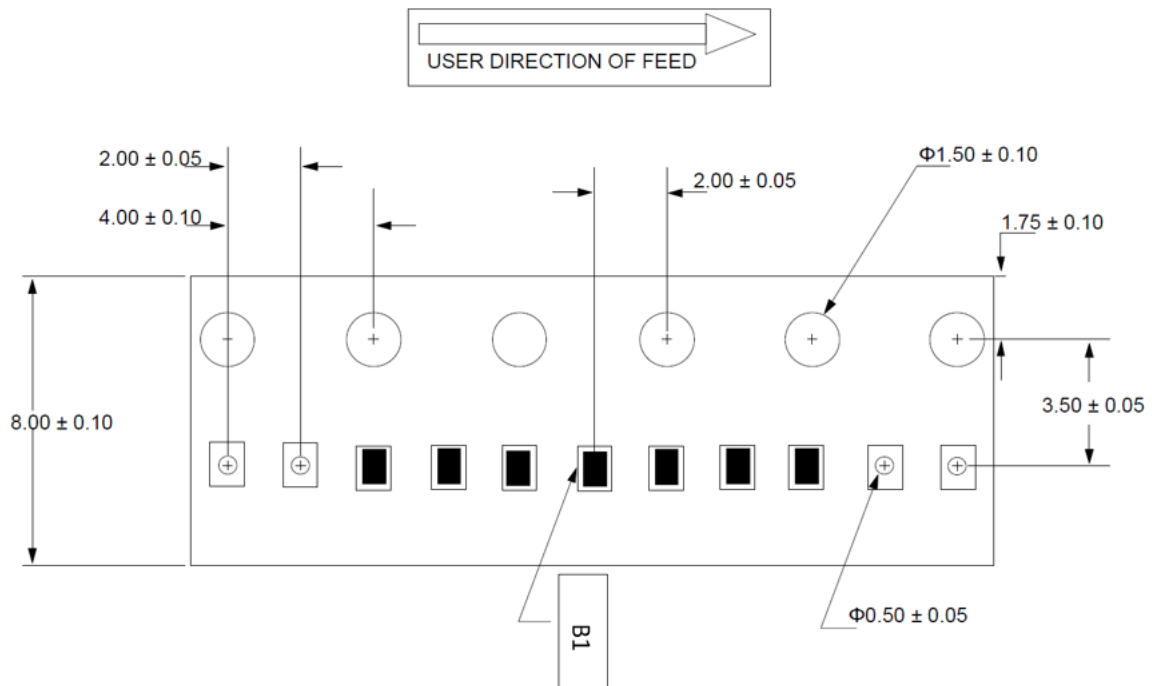 USER DIRECTION OF FEED
2.00 ± 0.05
Φ1.50 ± 0.10
2.00 ± 0.05
4.00 ± 0.10
1.75 ± 0.10
8.00 ± 0.10
3.50 ± 0.05
Φ0.50 ± 0.05
B1